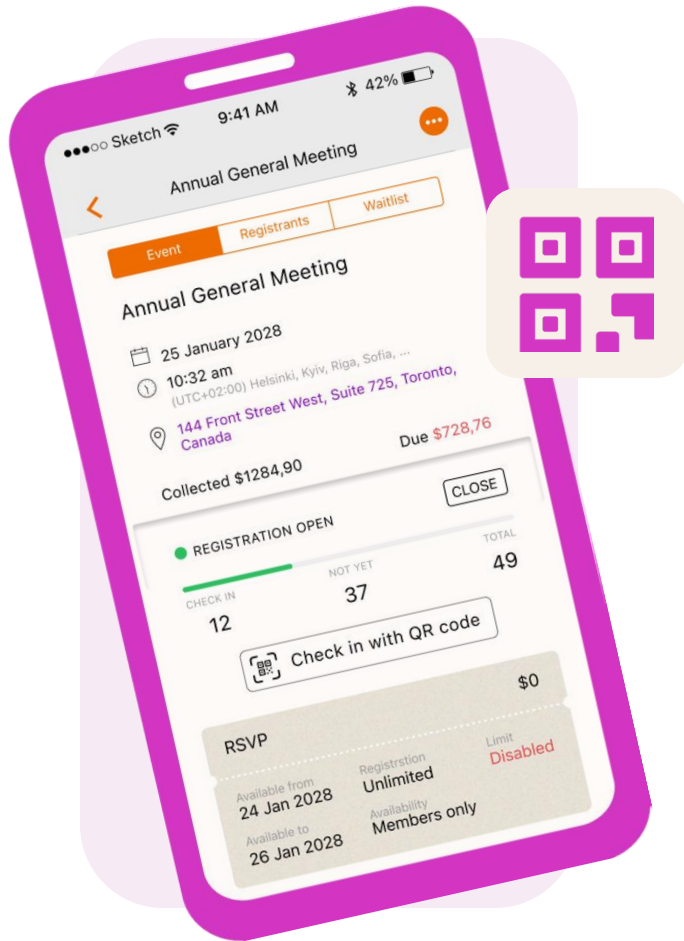 Sketch 9:41 AM 42%
Annual General Meeting
Event Registrants Waitlist
Annual General Meeting
25 January 2028
10:32 am
(UTC+02:00) Helsinki, Kyiv, Riga, Sofia, ...
144 Front Street West, Suite 725, Toronto,
Canada
Collected $1284,90 Due $728,76
REGISTRATION OPEN CLOSE
CHECK IN NOT YET TOTAL
12 37 49
Check in with QR code
RSVP $0
Available from Registrstion Limit
24 Jan 2028 Unlimited Disabled
Available to Availability
26 Jan 2028 Members only